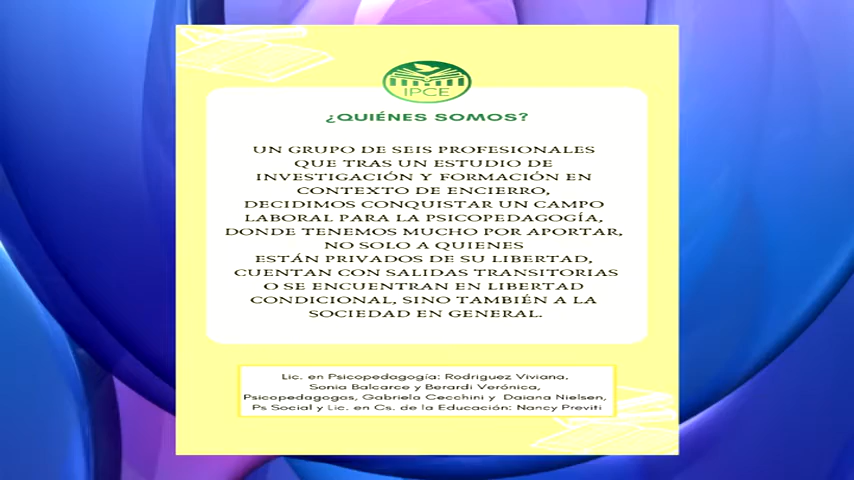 IPCE
¿QUIÉNES SOMOS?
UN GRUPO DE SEIS PROFESIONALES
QUE TRAS UN ESTUDIO DE
INVESTIGACIÓN Y FORMACIÓN EN
CONTEXTO DE ENCIERRO,
DECIDIMOS CONQUISTAR UN CAMPO
LABORAL PARA LA PSICOPEDAGOGÍA,
DONDE TENEMOS MUCHO POR APORTAR,
NO SOLO A QUIENES
ESTÁN PRIVADOS DE SU LIBERTAD,
CUENTAN CON SALIDAS TRANSITORIAS
O SE ENCUENTRAN EN LIBERTAD
CONDICIONAL, SINO TAMBIÉN A LA
SOCIEDAD EN GENERAL.
Lic. en Psicopedagogía: Rodriguez Viviana,
Sonia Balcarce y Berardi Verónica,
Psicopedagogas, Gabriela Cecchini y Daiana Nielsen,
Ps Social y Lic. en Cs. de la Educación: Nancy Previti